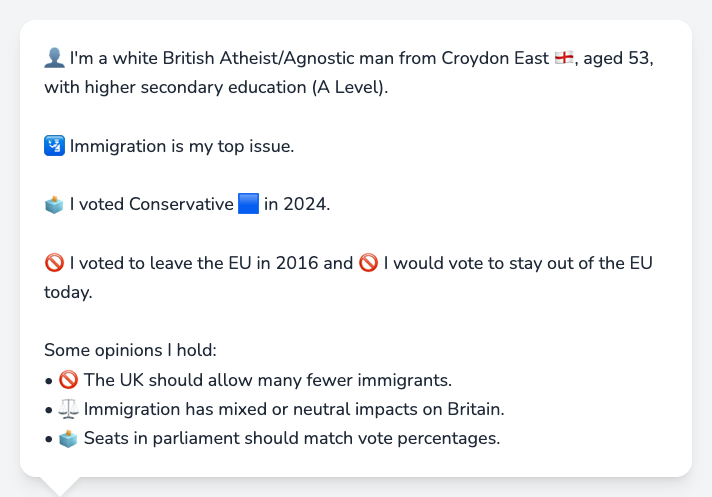 👤 I'm a white British Atheist/Agnostic man from Croydon East 🏴󠁧󠁢󠁥󠁮󠁧󠁿, aged 53,
with higher secondary education (A Level).
🛂 Immigration is my top issue.
🗳️ I voted Conservative 🟦 in 2024.
🚫 I voted to leave the EU in 2016 and 🚫 I would vote to stay out of the EU
today.
Some opinions I hold:
• 🚫 The UK should allow many fewer immigrants.
• ⚖️ Immigration has mixed or neutral impacts on Britain.
• 🗳️ Seats in parliament should match vote percentages.